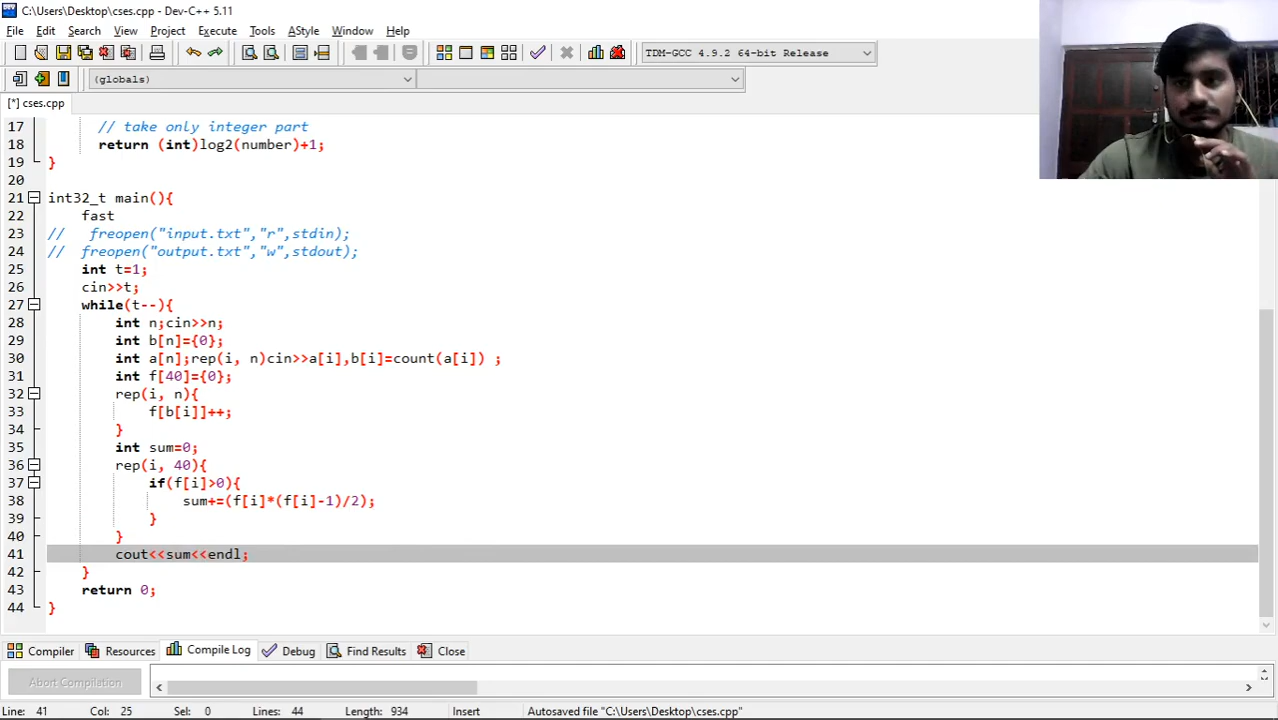 C:\Users\Desktop\cses.cpp - Dev-C++ 5.11
File Edit Search View Project Execute Tools AStyle Window Help
TDM-GCC 4.9.2 64-bit Release
(globals)
[*] cses.cpp
17 // take only integer part
18 return (int)log2(number)+1;
19 }
20
21 int32_t main(){
22 fast
23 // freopen("input.txt","r",stdin);
24 // freopen("output.txt","w",stdout);
25 int t=1;
26 cin>>t;
27 while(t--){
28 int n;cin>>n;
29 int b[n]={0};
30 int a[n];rep(i, n)cin>>a[i],b[i]=count(a[i]) ;
31 int f[40]={0};
32 rep(i, n){
33 f[b[i]]++;
34 }
35 int sum=0;
36 rep(i, 40){
37 if(f[i]>0){
38 sum+=(f[i]*(f[i]-1)/2);
39 }
40 }
41 cout<<sum<<endl;
42 }
43 return 0;
44 }
Compiler Resources Compile Log Debug Find Results Close
Abort Compilation
Line: 41 Col: 25 Sel: 0 Lines: 44 Length: 934 Insert Autosaved file "C:\Users\Desktop\cses.cpp"